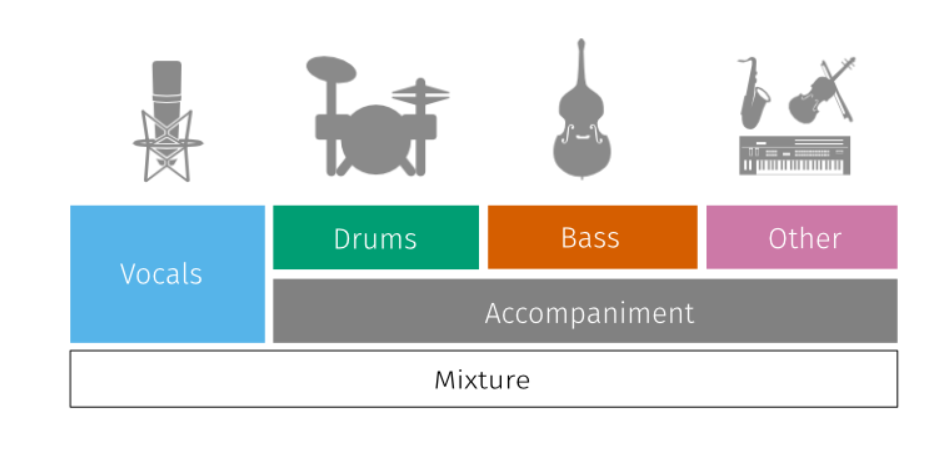 Vocals
Drums
Bass
Other
Accompaniment
Mixture